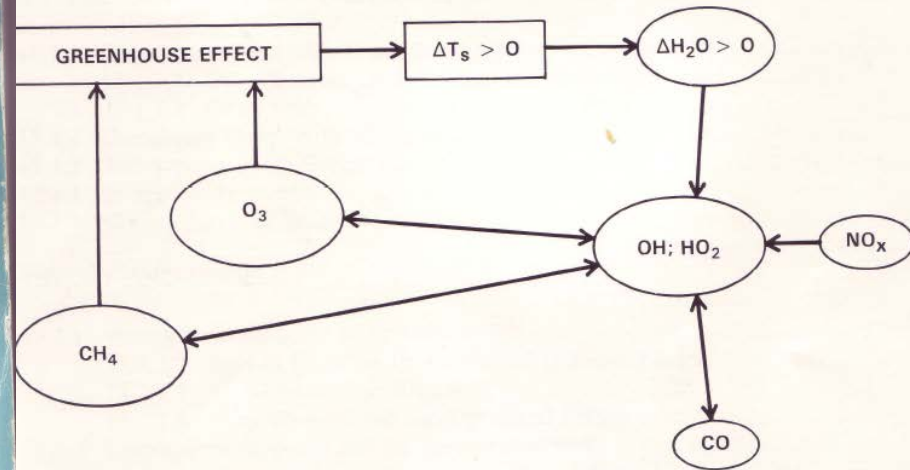 GREENHOUSE EFFECT
ΔTₛ > O
ΔH₂O > O
O₃
OH; HO₂
NOₓ
CH₄
CO